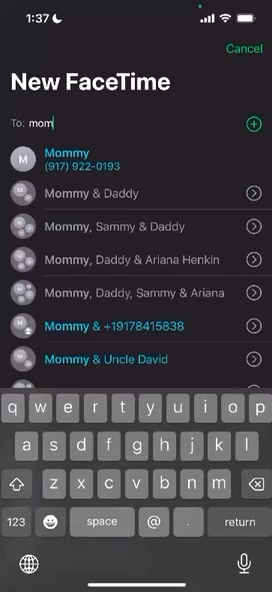 1:37
Cancel
New FaceTime
To: mom
M Mommy
(917) 922-0193
Mommy & Daddy
Mommy, Sammy & Daddy
Mommy, Daddy & Ariana Henkin
Mommy, Daddy, Sammy & Ariana
Mommy & +19178415838
Mommy & Uncle David
q w e r t y u i o p
a s d f g h j k l
z x c v b n m
123 space @ . return